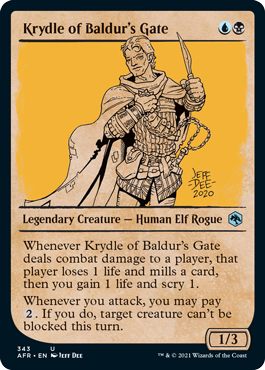 Krydle of Baldur's Gate
JEFF
DEE
2020
Legendary Creature — Human Elf Rogue
Whenever Krydle of Baldur's Gate
deals combat damage to a player, that
player loses 1 life and mills a card,
then you gain 1 life and scry 1.
Whenever you attack, you may pay
2. If you do, target creature can't be
blocked this turn.
1/3
343 U
AFR • EN Jeff Dee
™ & © 2021 Wizards of the Coast